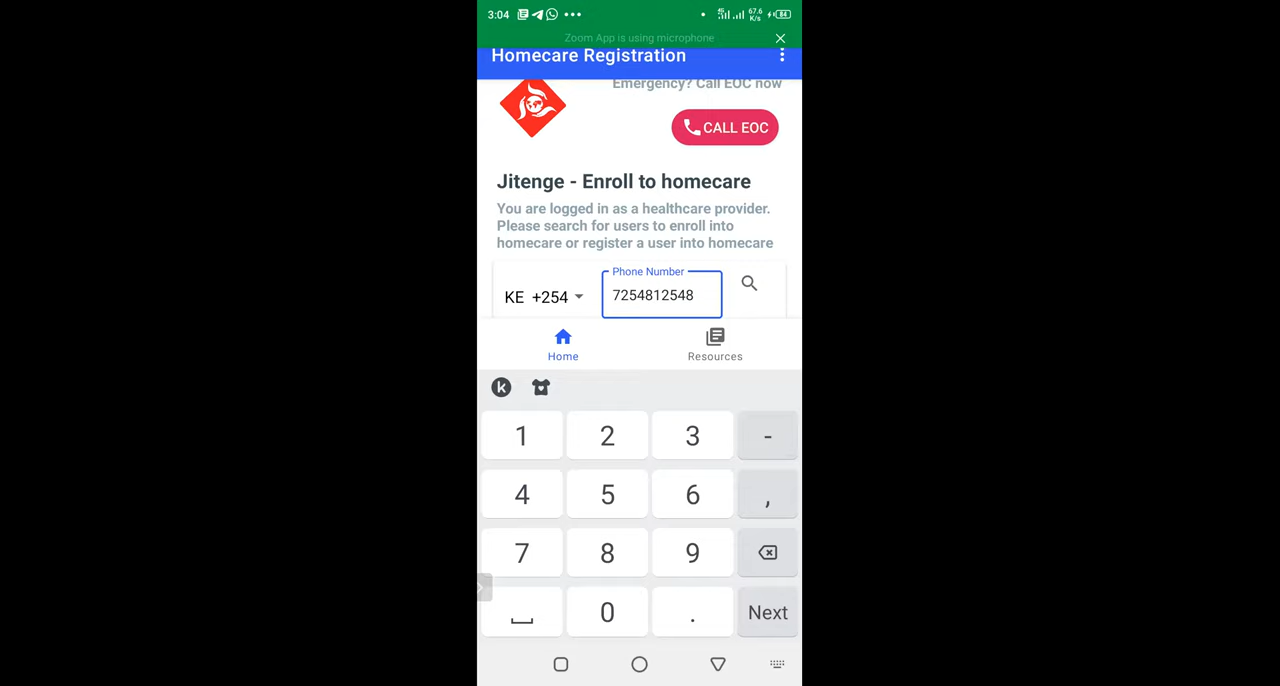 3:04
67.6
K/s
84
Zoom App is using microphone
Homecare Registration
Emergency? Call EOC now
CALL EOC
Jitenge - Enroll to homecare
You are logged in as a healthcare provider.
Please search for users to enroll into
homecare or register a user into homecare
Phone Number
KE +254
7254812548
Home
Resources
k
1 2 3 -
4 5 6 ,
7 8 9
0 . Next